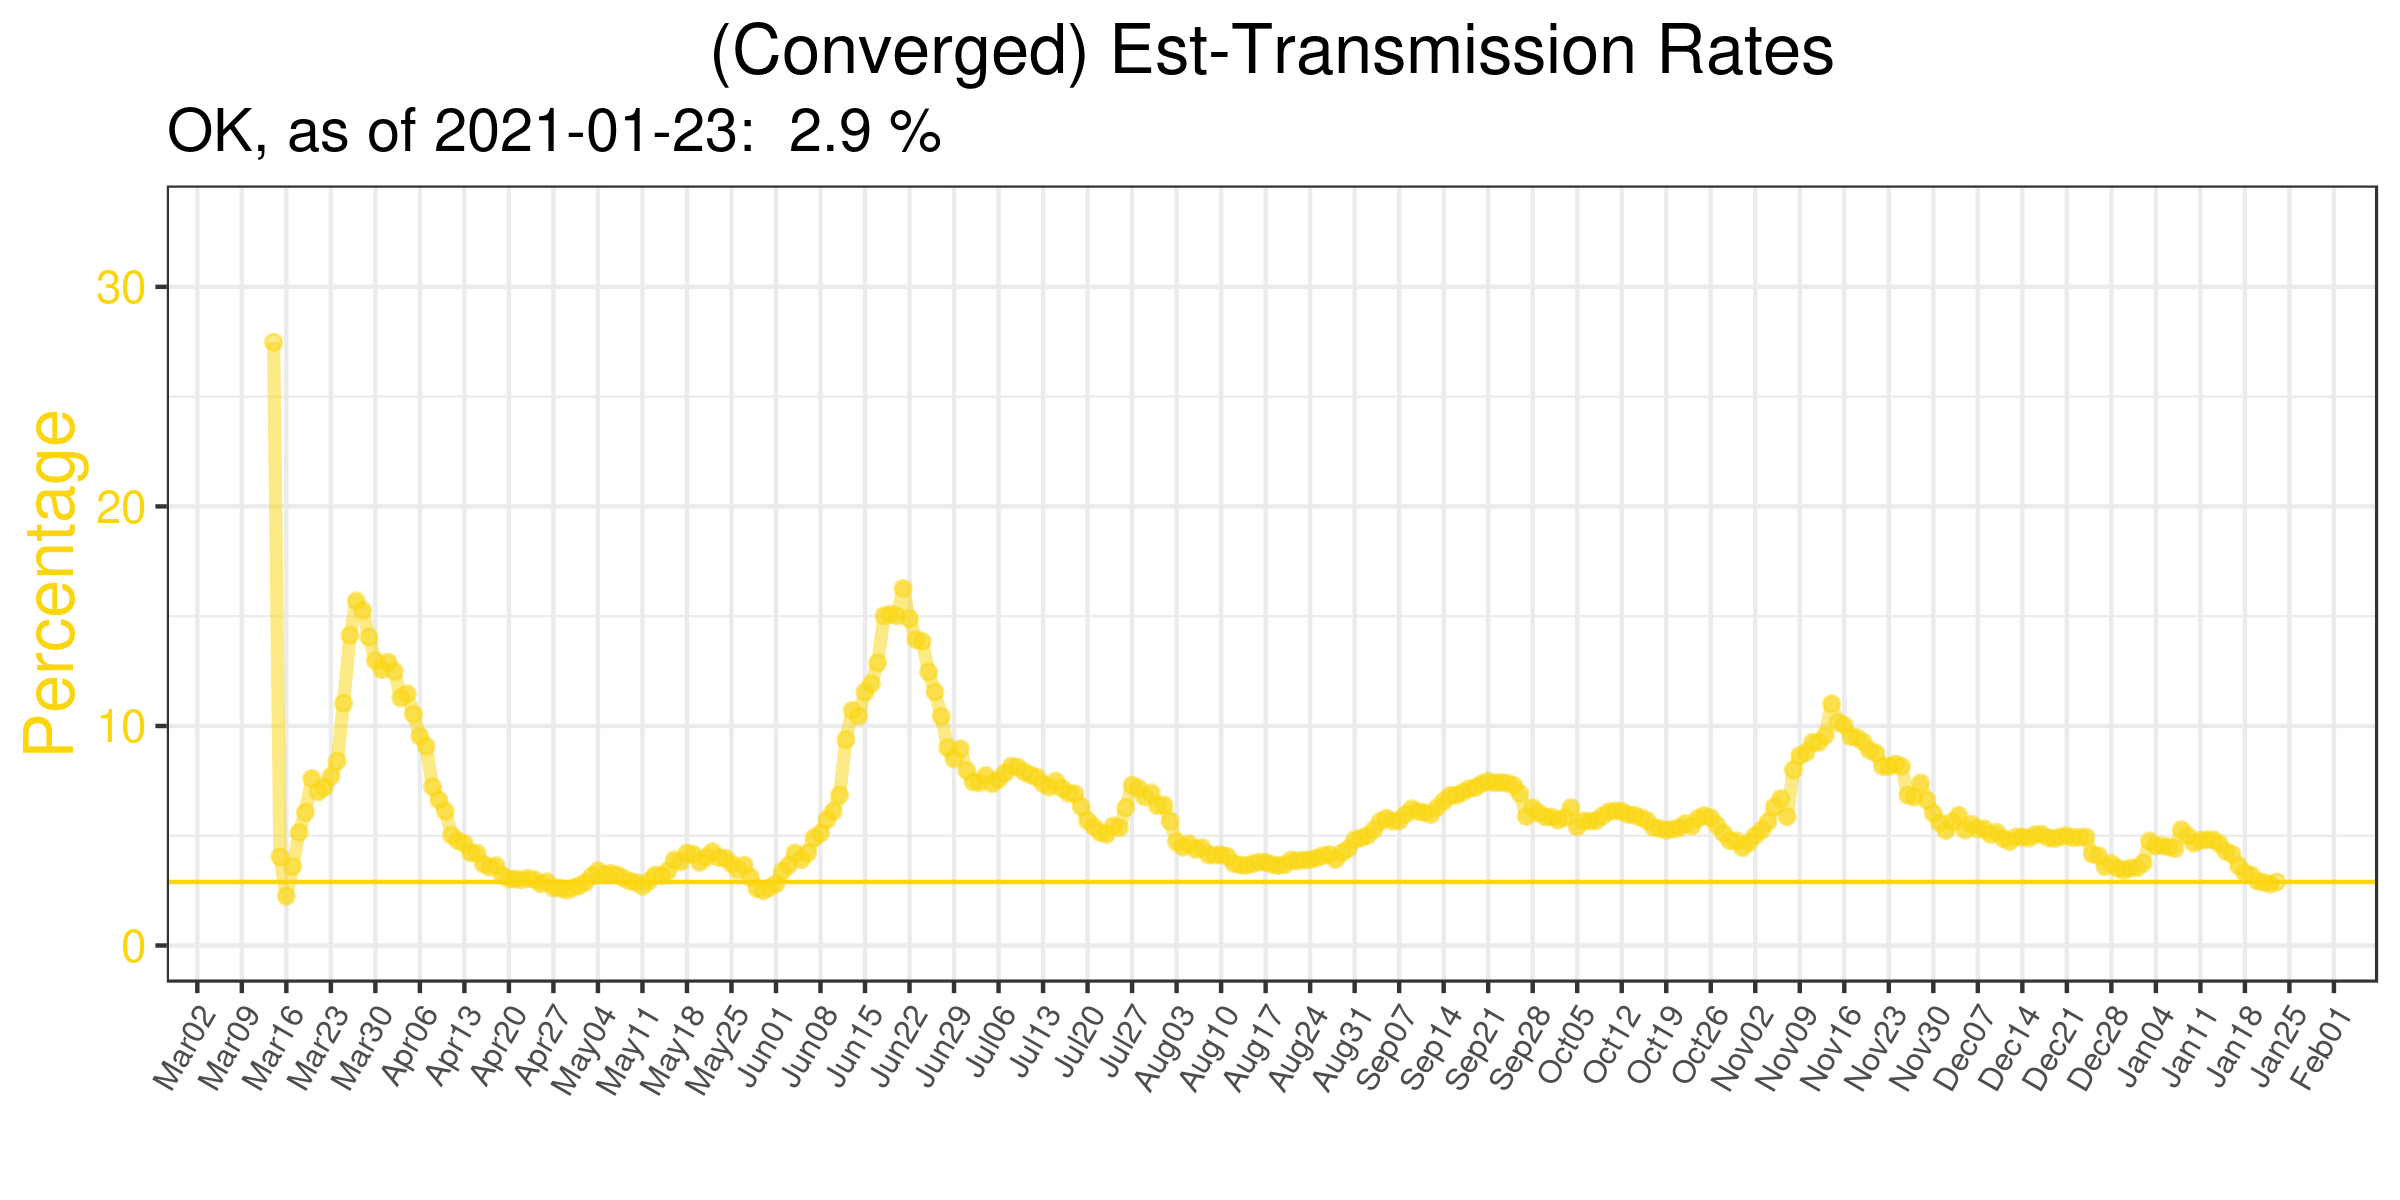 (Converged) Est-Transmission Rates
OK, as of 2021-01-23:  2.9 %
Percentage
30
20
10
0
Mar02
Mar09
Mar16
Mar23
Mar30
Apr06
Apr13
Apr20
Apr27
May04
May11
May18
May25
Jun01
Jun08
Jun15
Jun22
Jun29
Jul06
Jul13
Jul20
Jul27
Aug03
Aug10
Aug17
Aug24
Aug31
Sep07
Sep14
Sep21
Sep28
Oct05
Oct12
Oct19
Oct26
Nov02
Nov09
Nov16
Nov23
Nov30
Dec07
Dec14
Dec21
Dec28
Jan04
Jan11
Jan18
Jan25
Feb01